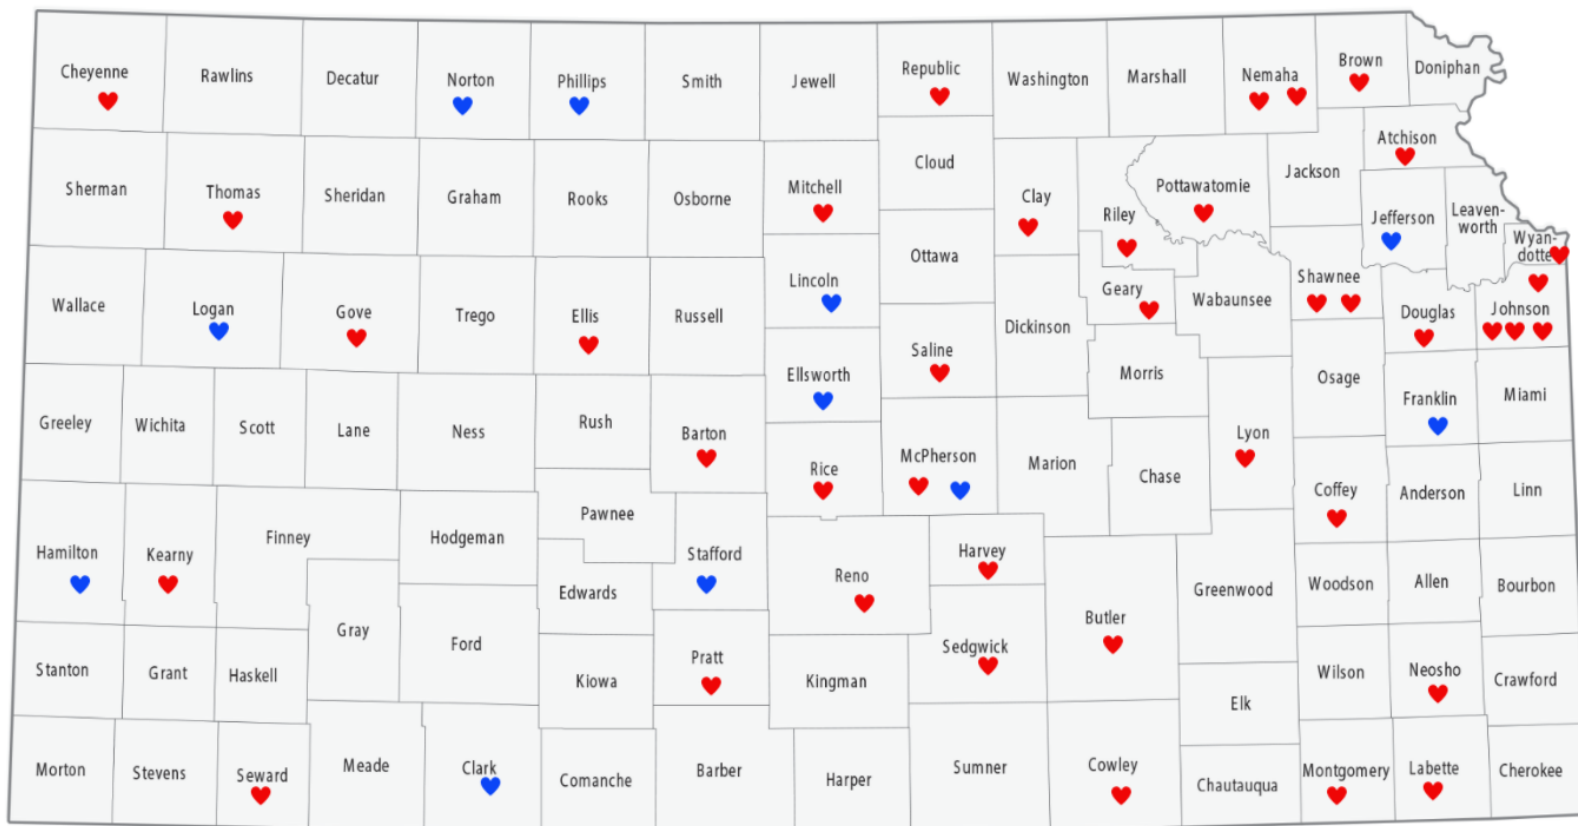 Cheyenne
Rawlins
Decatur
Norton
Phillips
Smith
Jewell
Republic
Washington
Marshall
Nemaha
Brown
Doniphan
Sherman
Thomas
Sheridan
Graham
Rooks
Osborne
Mitchell
Cloud
Clay
Riley
Pottawatomie
Jackson
Atchison
Jefferson
Leaven-
worth
Wyan-
dotte
Wallace
Logan
Gove
Trego
Ellis
Russell
Lincoln
Ottawa
Saline
Dickinson
Geary
Wabaunsee
Shawnee
Douglas
Johnson
Greeley
Wichita
Scott
Lane
Ness
Rush
Barton
Ellsworth
Rice
McPherson
Marion
Morris
Chase
Lyon
Osage
Franklin
Miami
Coffey
Anderson
Linn
Hamilton
Kearny
Finney
Hodgeman
Pawnee
Edwards
Stafford
Reno
Harvey
Sedgwick
Butler
Greenwood
Woodson
Allen
Bourbon
Stanton
Grant
Haskell
Gray
Ford
Kiowa
Pratt
Kingman
Elk
Wilson
Neosho
Crawford
Morton
Stevens
Seward
Meade
Clark
Comanche
Barber
Harper
Sumner
Cowley
Chautauqua
Montgomery
Labette
Cherokee